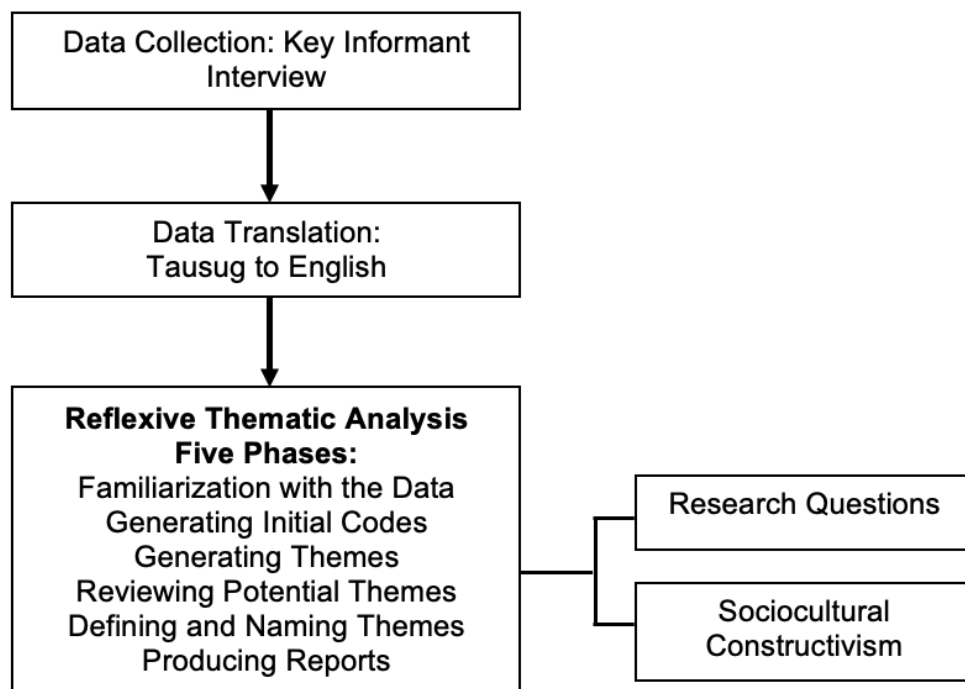 Data Collection: Key Informant
Interview
Data Translation:
Tausug to English
Reflexive Thematic Analysis
Five Phases:
Familiarization with the Data
Generating Initial Codes
Generating Themes
Reviewing Potential Themes
Defining and Naming Themes
Producing Reports
Research Questions
Sociocultural
Constructivism